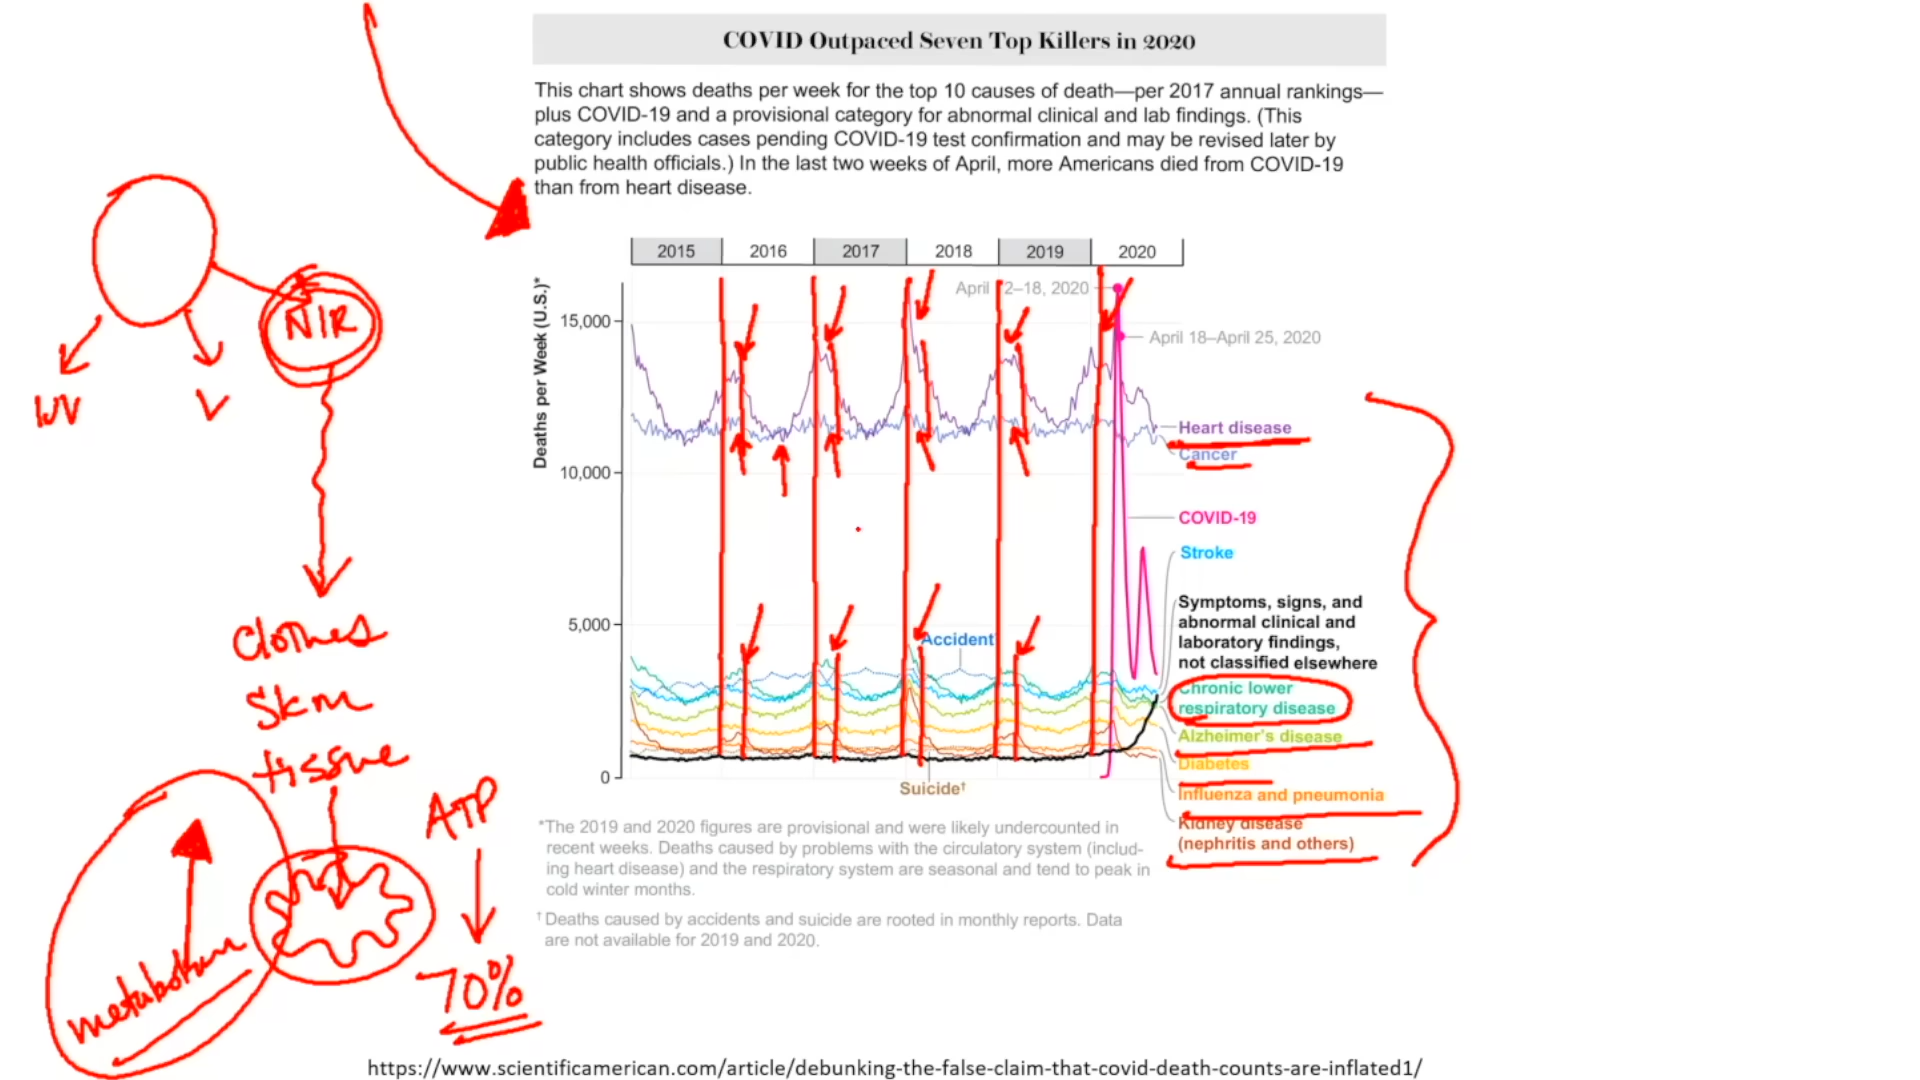 COVID Outpaced Seven Top Killers in 2020
This chart shows deaths per week for the top 10 causes of death—per 2017 annual rankings—
plus COVID-19 and a provisional category for abnormal clinical and lab findings. (This
category includes cases pending COVID-19 test confirmation and may be revised later by
public health officials.) In the last two weeks of April, more Americans died from COVID-19
than from heart disease.
2015 2016 2017 2018 2019 2020
Deaths per Week (U.S.)*
15,000
10,000
5,000
0
April 2–18, 2020
April 18–April 25, 2020
Heart disease
Cancer
COVID-19
Stroke
Symptoms, signs, and
abnormal clinical and
laboratory findings,
not classified elsewhere
Chronic lower
respiratory disease
Alzheimer's disease
Diabetes
Influenza and pneumonia
Kidney disease
(nephritis and others)
Accident
Suicide†
*The 2019 and 2020 figures are provisional and were likely undercounted in
recent weeks. Deaths caused by problems with the circulatory system (includ-
ing heart disease) and the respiratory system are seasonal and tend to peak in
cold winter months.
† Deaths caused by accidents and suicide are rooted in monthly reports. Data
are not available for 2019 and 2020.
NIR
UV
V
Clothes
Skin
tissue
ATP
70%
metabolism
https://www.scientificamerican.com/article/debunking-the-false-claim-that-covid-death-counts-are-inflated1/